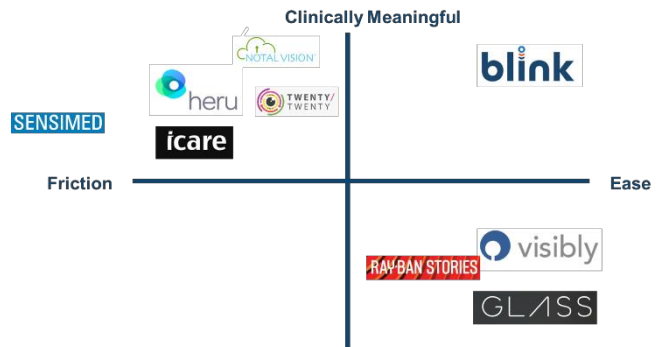 Clinically Meaningful
NOTAL VISION
blink
heru
TWENTY/
TWENTY
SENSIMED
icare
Friction
Ease
visibly
RAY-BAN STORIES
GLASS